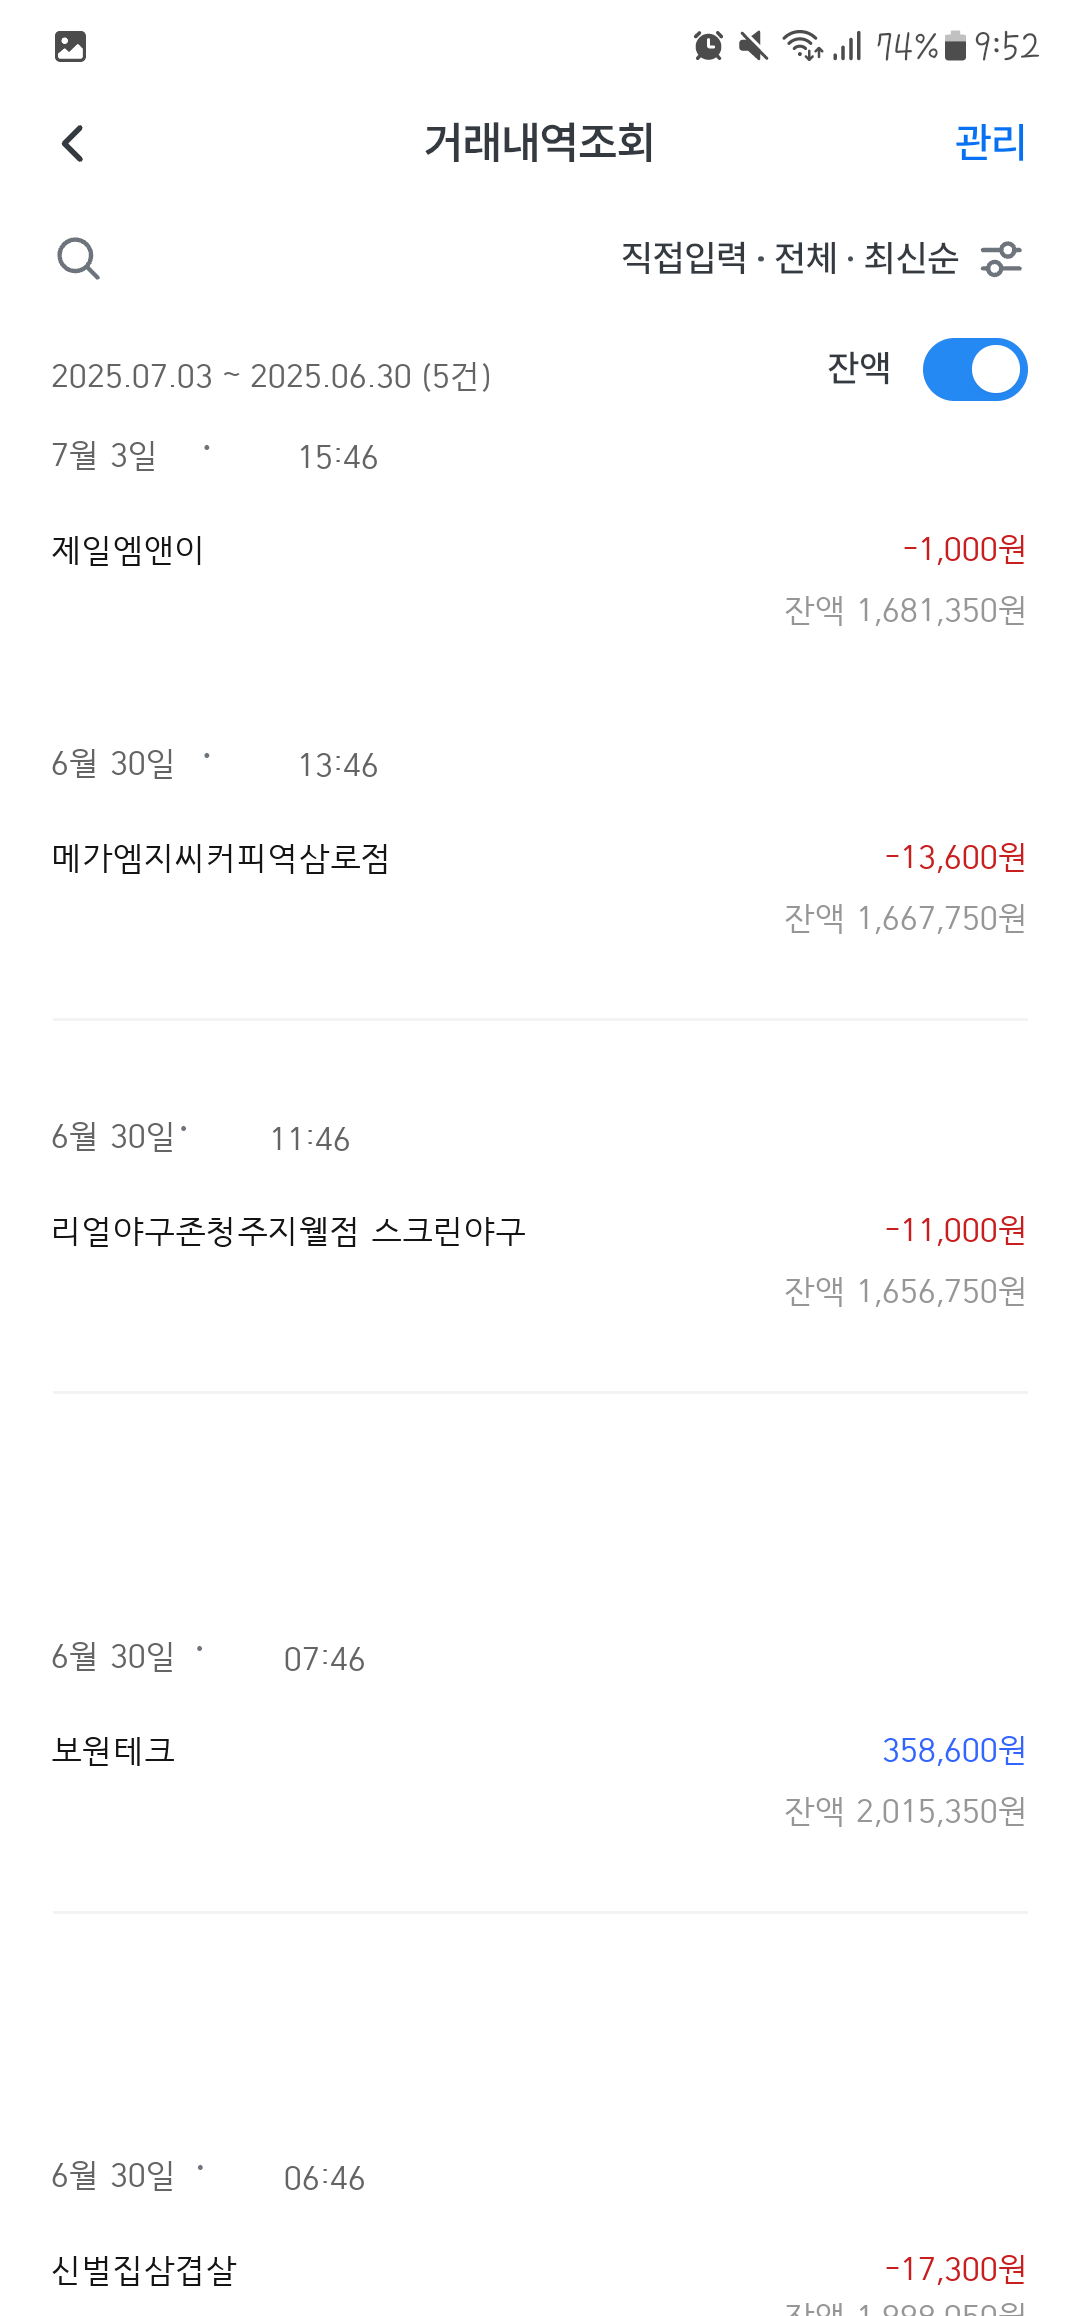 74% 9:52
거래내역조회 관리
직접입력 · 전체 · 최신순
2025.07.03 ~ 2025.06.30 (5건) 잔액
7월 3일 · 15:46
제일엠앤이 -1,000원
잔액 1,681,350원
6월 30일 · 13:46
메가엠지씨커피역삼로점 -13,600원
잔액 1,667,750원
6월 30일 · 11:46
리얼야구존청주지웰점 스크린야구 -11,000원
잔액 1,656,750원
6월 30일 · 07:46
보원테크 358,600원
잔액 2,015,350원
6월 30일 · 06:46
신벌집삼겹살 -17,300원
잔액